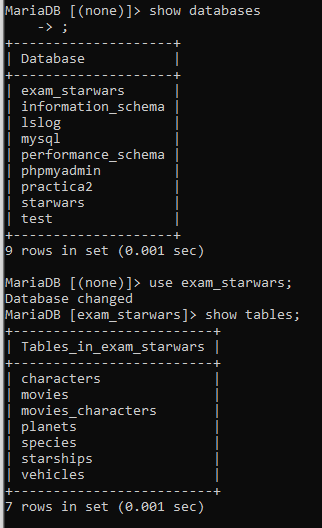 MariaDB [(none)]> show databases
    -> ;
+--------------------+
| Database           |
+--------------------+
| exam_starwars      |
| information_schema |
| lslog              |
| mysql              |
| performance_schema |
| phpmyadmin         |
| practica2          |
| starwars           |
| test               |
+--------------------+
9 rows in set (0.001 sec)

MariaDB [(none)]> use exam_starwars;
Database changed
MariaDB [exam_starwars]> show tables;
+-------------------------+
| Tables_in_exam_starwars |
+-------------------------+
| characters              |
| movies                  |
| movies_characters       |
| planets                 |
| species                 |
| starships               |
| vehicles                |
+-------------------------+
7 rows in set (0.001 sec)